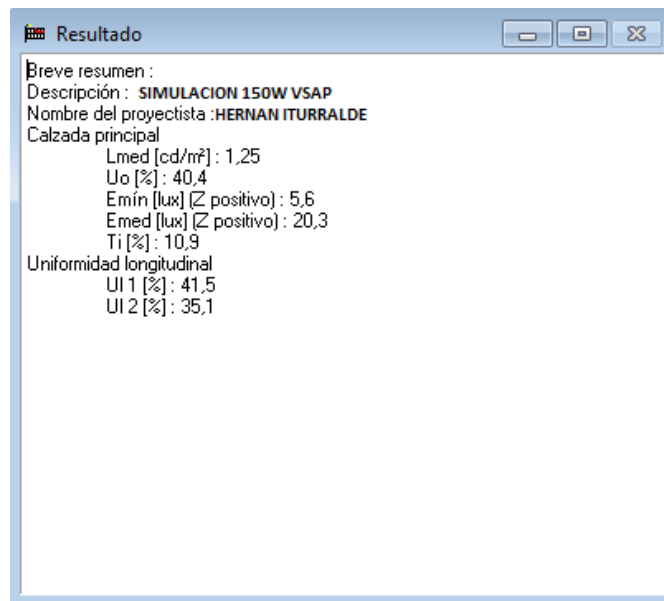 Resultado
Breve resumen :
Descripción : SIMULACION 150W VSAP
Nombre del proyectista :HERNAN ITURRALDE
Calzada principal
Lmed [cd/m²] : 1,25
Uo [%] : 40,4
Emín [lux] (Z positivo) : 5,6
Emed [lux] (Z positivo) : 20,3
Ti [%] : 10,9
Uniformidad longitudinal
Ul 1 [%] : 41,5
Ul 2 [%] : 35,1